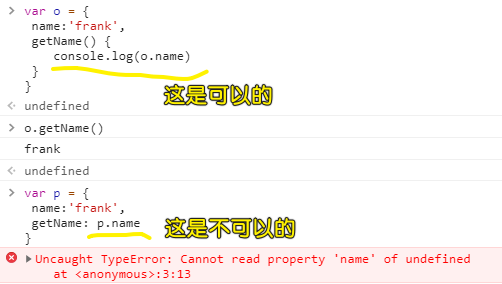 > var o = {
name:'frank',
getName() {
console.log(o.name)
}
}
这是可以的
< undefined
> o.getName()
frank
< undefined
> var p = {
name:'frank',
getName: p.name
这是不可以的
}
Uncaught TypeError: Cannot read property 'name' of undefined
at <anonymous>:3:13